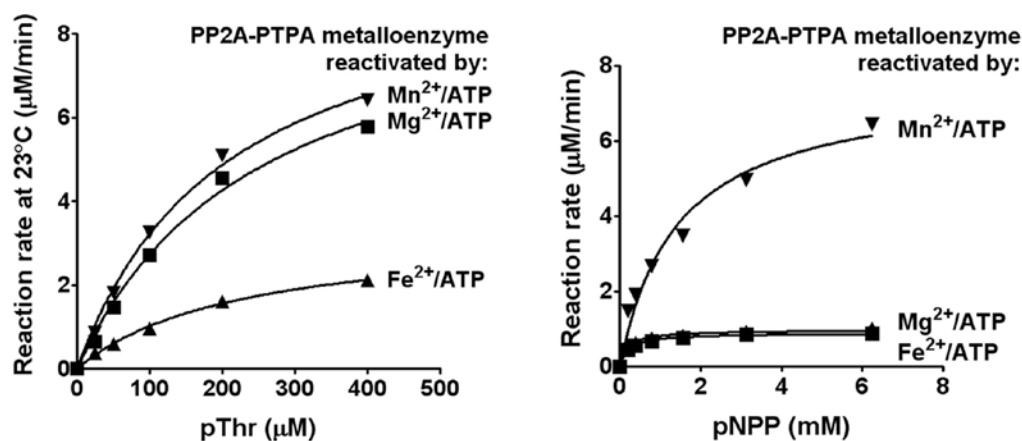 PP2A-PTPA metalloenzyme
reactivated by:
Mn²⁺/ATP
Mg²⁺/ATP
Fe²⁺/ATP
Reaction rate at 23°C (µM/min)
8
6
4
2
0
0 100 200 300 400 500
pThr (µM)
PP2A-PTPA metalloenzyme
reactivated by:
Mn²⁺/ATP
Mg²⁺/ATP
Fe²⁺/ATP
Reaction rate (µM/min)
8
6
4
2
0
0 2 4 6 8
pNPP (mM)